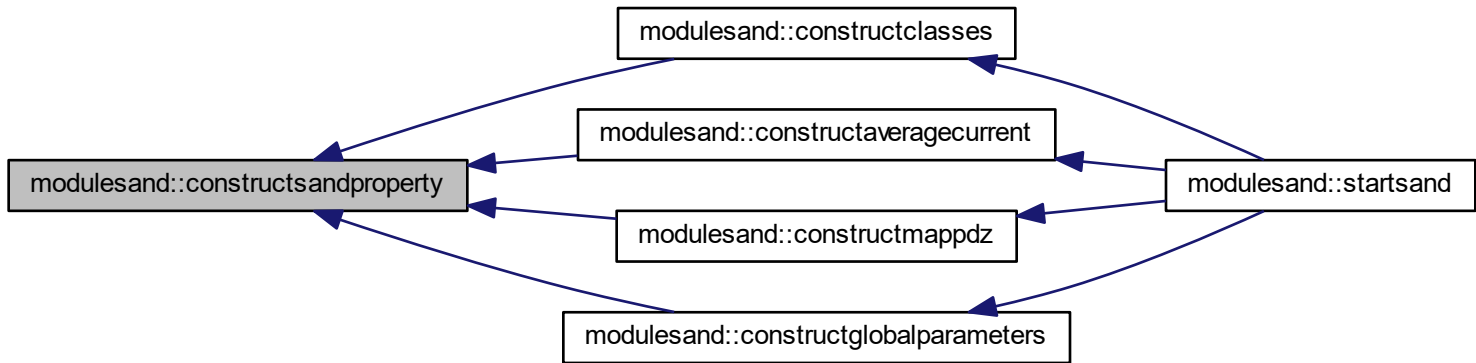 modulesand::constructclasses
modulesand::constructaveragecurrent
modulesand::constructsandproperty
modulesand::startsand
modulesand::constructmappdz
modulesand::constructglobalparameters